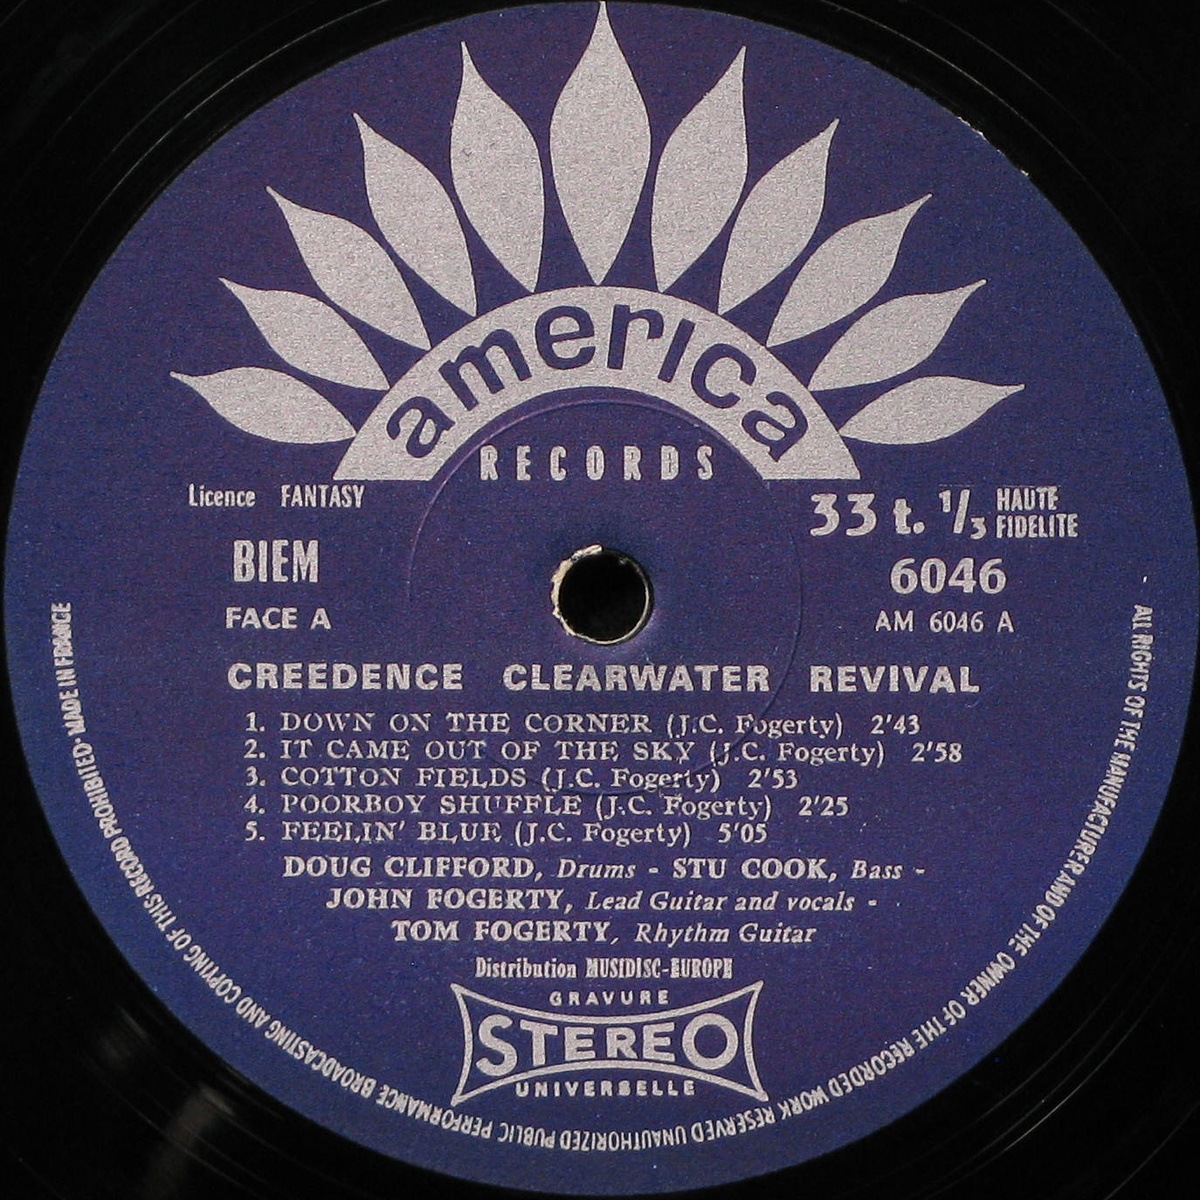 america
RECORDS
Licence FANTASY
33 t. 1/3 HAUTE FIDELITE
BIEM
6046
FACE A
AM 6046 A
CREEDENCE CLEARWATER REVIVAL
1. DOWN ON THE CORNER (J.C. Fogerty) 2'43
2. IT CAME OUT OF THE SKY (J.C. Fogerty) 2'58
3. COTTON FIELDS (J.C. Fogerty) 2'53
4. POORBOY SHUFFLE (J.C. Fogerty) 2'25
5. FEELIN' BLUE (J.C. Fogerty) 5'05
DOUG CLIFFORD, Drums - STU COOK, Bass -
JOHN FOGERTY, Lead Guitar and vocals -
TOM FOGERTY, Rhythm Guitar
Distribution MUSIDISC-EUROPE
GRAVURE
STEREO
UNIVERSELLE
ALL RIGHTS OF THE MANUFACTURER AND OF THE OWNER OF THE RECORDED WORK RESERVED UNAUTHORIZED PUBLIC PERFORMANCE BROADCASTING AND COPYING OF THIS RECORD PROHIBITED · MADE IN FRANCE